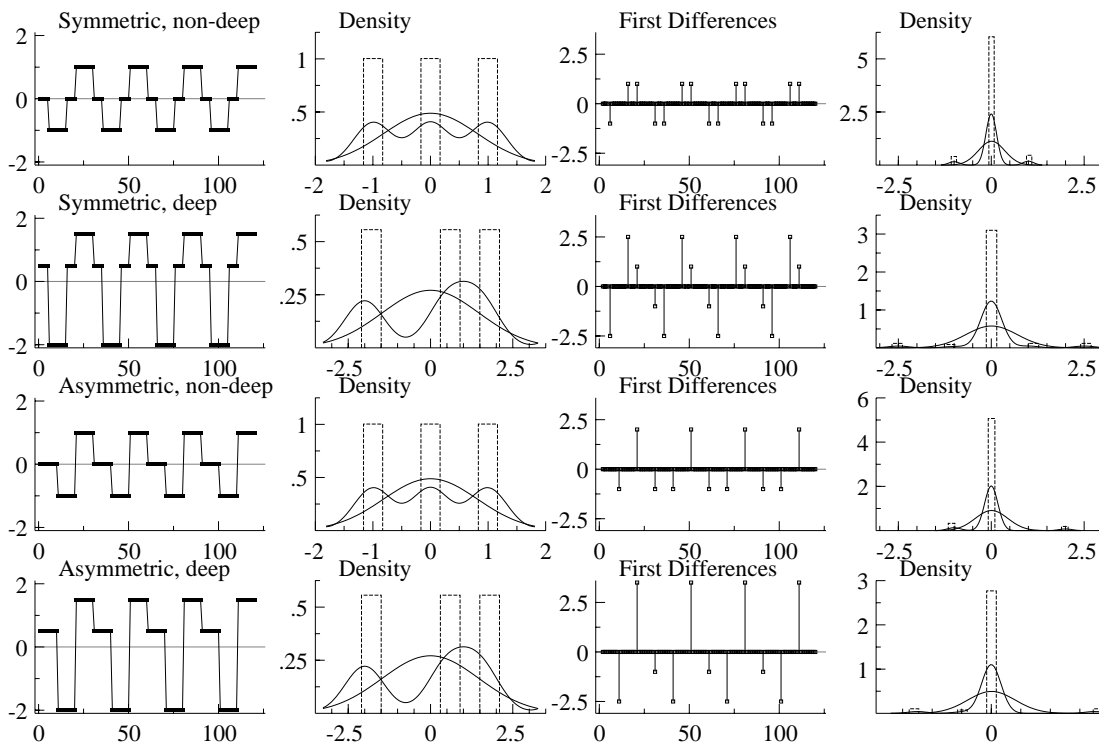 Symmetric, non-deep
2
0
-2
0 50 100
Density
1
.5
-2 -1 0 1 2
First Differences
2.5
0
-2.5
0 50 100
Density
5
2.5
-2.5 0 2.5
Symmetric, deep
2
0
-2
0 50 100
Density
.5
.25
-2.5 0 2.5
First Differences
2.5
0
-2.5
0 50 100
Density
3
2
1
-2.5 0 2.5
Asymmetric, non-deep
2
0
-2
0 50 100
Density
1
.5
-2 -1 0 1 2
First Differences
2.5
0
-2.5
0 50 100
Density
6
4
2
-2.5 0 2.5
Asymmetric, deep
2
0
-2
0 50 100
Density
.5
.25
-2.5 0 2.5
First Differences
2.5
0
-2.5
0 50 100
Density
3
2
1
-2.5 0 2.5